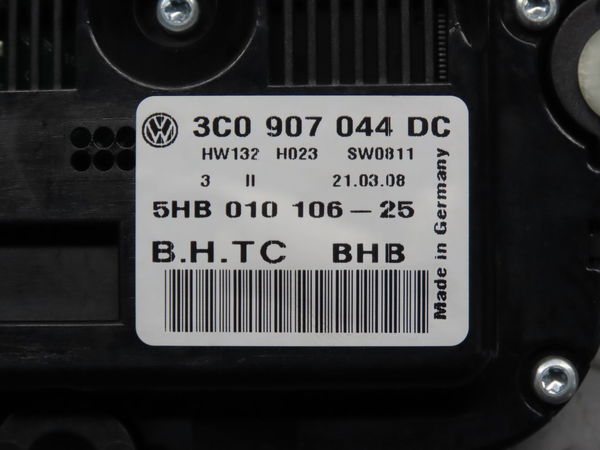 3C0 907 044 DC
HW132 H023 SW0811
3 II 21.03.08
5HB 010 106-25
B.H.TC BHB
Made in Germany